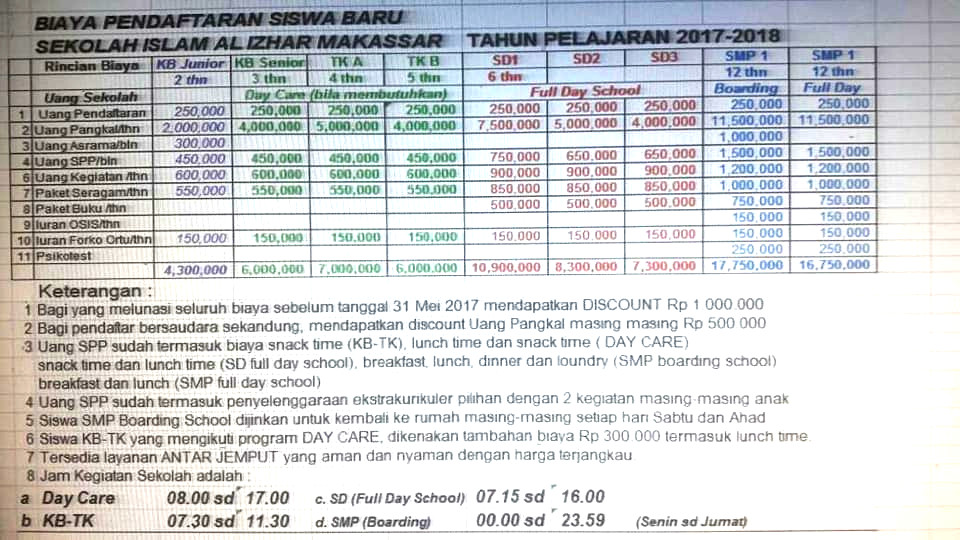 BIAYA PENDAFTARAN SISWA BARU
SEKOLAH ISLAM AL IZHAR MAKASSAR TAHUN PELAJARAN 2017-2018
Rincian Biaya KB Junior KB Senior TK A TK B SD1 SD2 SD3 SMP 1 SMP 1
2 thn 3 thn 4 thn 5 thn 6 thn 12 thn 12 thn
Uang Sekolah Day Care (bila membutuhkan) Full Day School Boarding Full Day
1 Uang Pendaftaran 250,000 250,000 250,000 250,000 250,000 250,000 250,000 250,000 250,000
2 Uang Pangkal/thn 2,000,000 4,000,000 5,000,000 4,000,000 7,500,000 5,000,000 4,000,000 11,500,000 11,500,000
3 Uang Asrama/bln 300,000 1,000,000 -
4 Uang SPP/bln 450,000 450,000 450,000 450,000 750,000 650,000 650,000 1,500,000 1,500,000
6 Uang Kegiatan /thn 600,000 600,000 600,000 600,000 900,000 900,000 900,000 1,200,000 1,200,000
7 Paket Seragam/thn 550,000 550,000 550,000 550,000 850,000 850,000 850,000 1,000,000 1,000,000
8 Paket Buku /thn 500,000 500,000 500,000 750,000 750,000
9 Iuran OSIS/thn 150,000 150,000
10 Iuran Forko Ortu/thn 150,000 150,000 150,000 150,000 150,000 150,000 150,000 150,000 150,000
11 Psikotest 250,000 250,000
4,300,000 6,000,000 7,000,000 6,000,000 10,900,000 8,300,000 7,300,000 17,750,000 16,750,000
Keterangan :
1 Bagi yang melunasi seluruh biaya sebelum tanggal 31 Mei 2017 mendapatkan DISCOUNT Rp 1 000 000
2 Bagi pendaftar bersaudara sekandung, mendapatkan discount Uang Pangkal masing masing Rp 500 000
3 Uang SPP sudah termasuk biaya snack time (KB-TK), lunch time dan snack time ( DAY CARE)
snack time dan lunch time (SD full day school), breakfast, lunch, dinner dan loundry (SMP boarding school)
breakfast dan lunch (SMP full day school)
4 Uang SPP sudah termasuk penyelenggaraan ekstrakurikuler pilihan dengan 2 kegiatan masing-masing anak
5 Siswa SMP Boarding School dijinkan untuk kembali ke rumah masing-masing setiap hari Sabtu dan Ahad
6 Siswa KB-TK yang mengikuti program DAY CARE, dikenakan tambahan biaya Rp 300 000 termasuk lunch time.
7 Tersedia layanan ANTAR JEMPUT yang aman dan nyaman dengan harga terjangkau
8 Jam Kegiatan Sekolah adalah :
a Day Care 08.00 sd 17.00 c. SD (Full Day School) 07.15 sd 16.00
b KB-TK 07.30 sd 11.30 d. SMP (Boarding) 00.00 sd 23.59 (Senin sd Jumat)